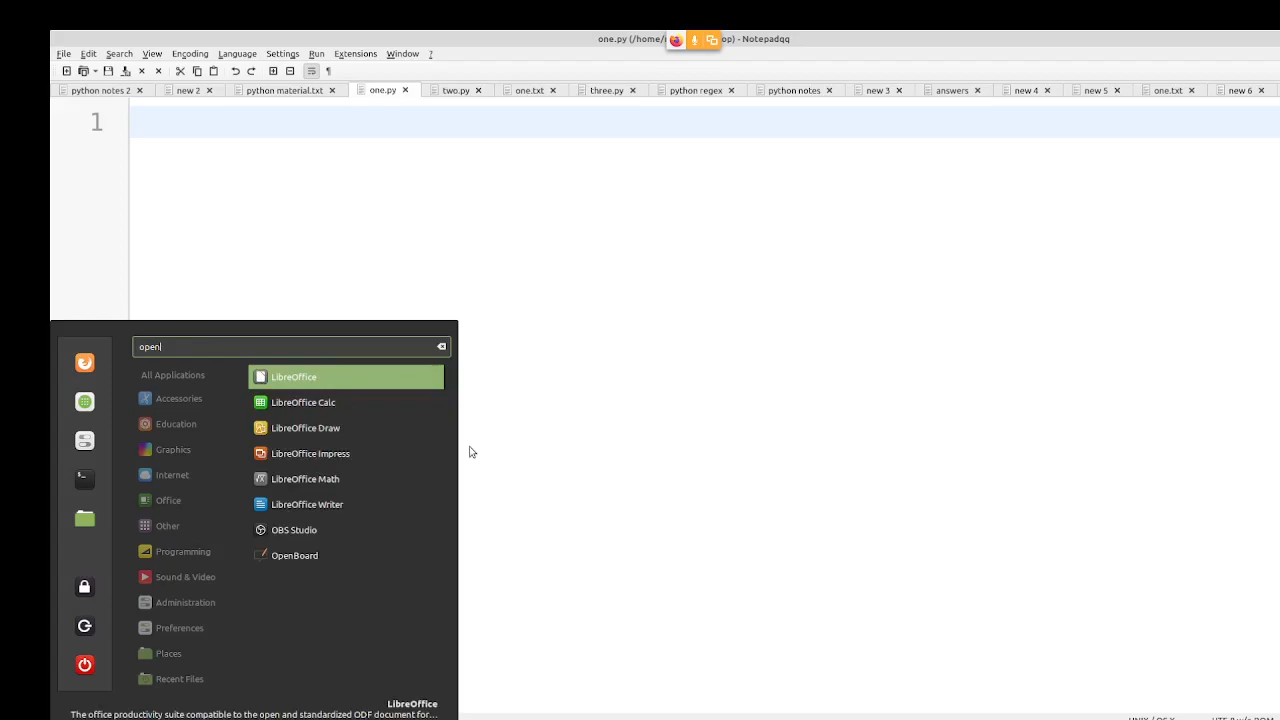 one.py (/home/ op) - Notepadqq
File Edit Search View Encoding Language Settings Run Extensions Window ?
python notes 2 new 2 python material.txt one.py two.py one.txt three.py python regex python notes new 3 answers new 4 new 5 one.txt new 6
1
open
All Applications
Accessories
Education
Graphics
Internet
Office
Other
Programming
Sound & Video
Administration
Preferences
Places
Recent Files
LibreOffice
LibreOffice Calc
LibreOffice Draw
LibreOffice Impress
LibreOffice Math
LibreOffice Writer
OBS Studio
OpenBoard
LibreOffice
The office productivity suite compatible to the open and standardized ODF document for...